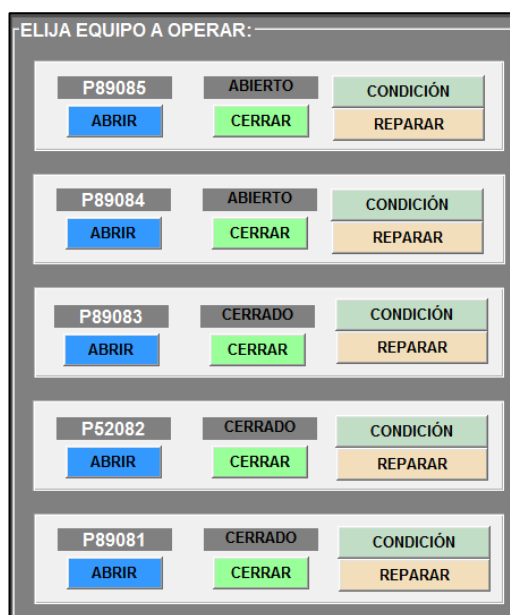 ELIJA EQUIPO A OPERAR:
P89085 ABIERTO CONDICIÓN
ABRIR CERRAR REPARAR
P89084 ABIERTO CONDICIÓN
ABRIR CERRAR REPARAR
P89083 CERRADO CONDICIÓN
ABRIR CERRAR REPARAR
P52082 CERRADO CONDICIÓN
ABRIR CERRAR REPARAR
P89081 CERRADO CONDICIÓN
ABRIR CERRAR REPARAR